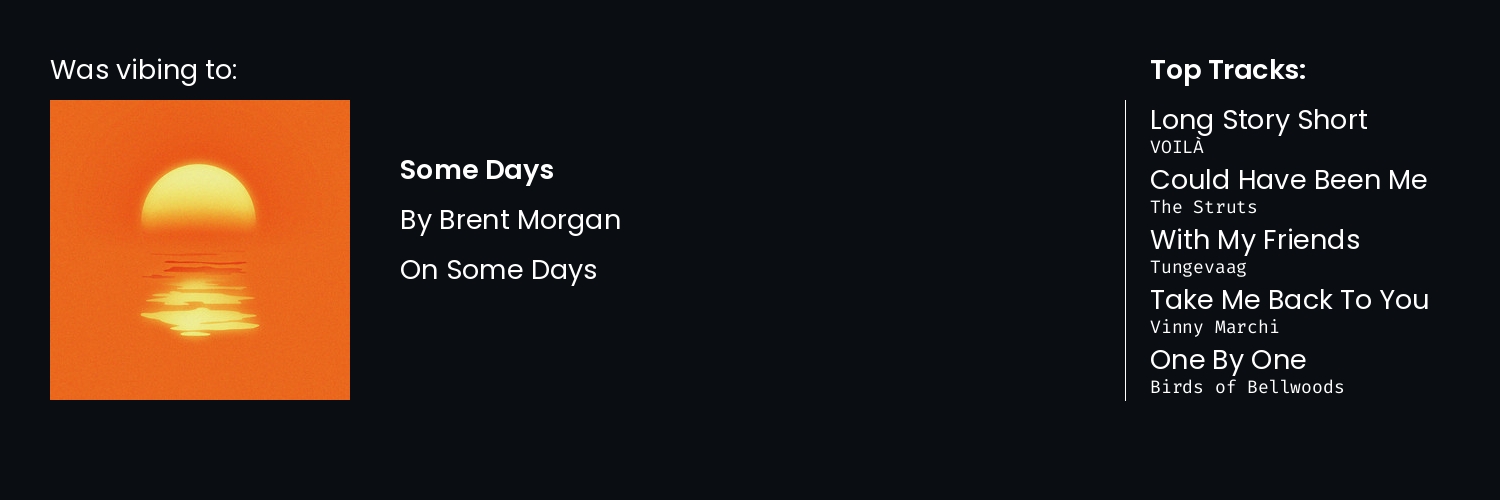 Was vibing to:
Some Days
By Brent Morgan
On Some Days
Top Tracks:
Long Story Short
VOILÀ
Could Have Been Me
The Struts
With My Friends
Tungevaag
Take Me Back To You
Vinny Marchi
One By One
Birds of Bellwoods